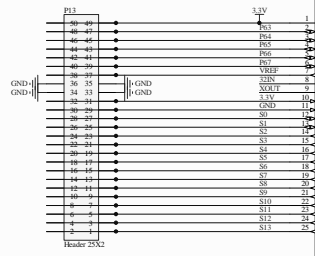 P13
3.3V
50 49 1
48 47 P63 2
46 45 P64 3
44 43 P65 4
42 41 P66 5
40 39 P67 6
38 37 VREF 7
GND 36 35 GND 32IN 8
GND 34 33 GND XOUT 9
32 31 3.3V 10
30 29 GND 11
28 27 S0 12
26 25 S1 13
24 23 S2 14
22 21 S3 15
20 19 S4 16
18 17 S5 17
16 15 S6 18
14 13 S7 19
12 11 S8 20
10 9 S9 21
8 7 S10 22
6 5 S11 23
4 3 S12 24
2 1 S13 25
Header 25X2